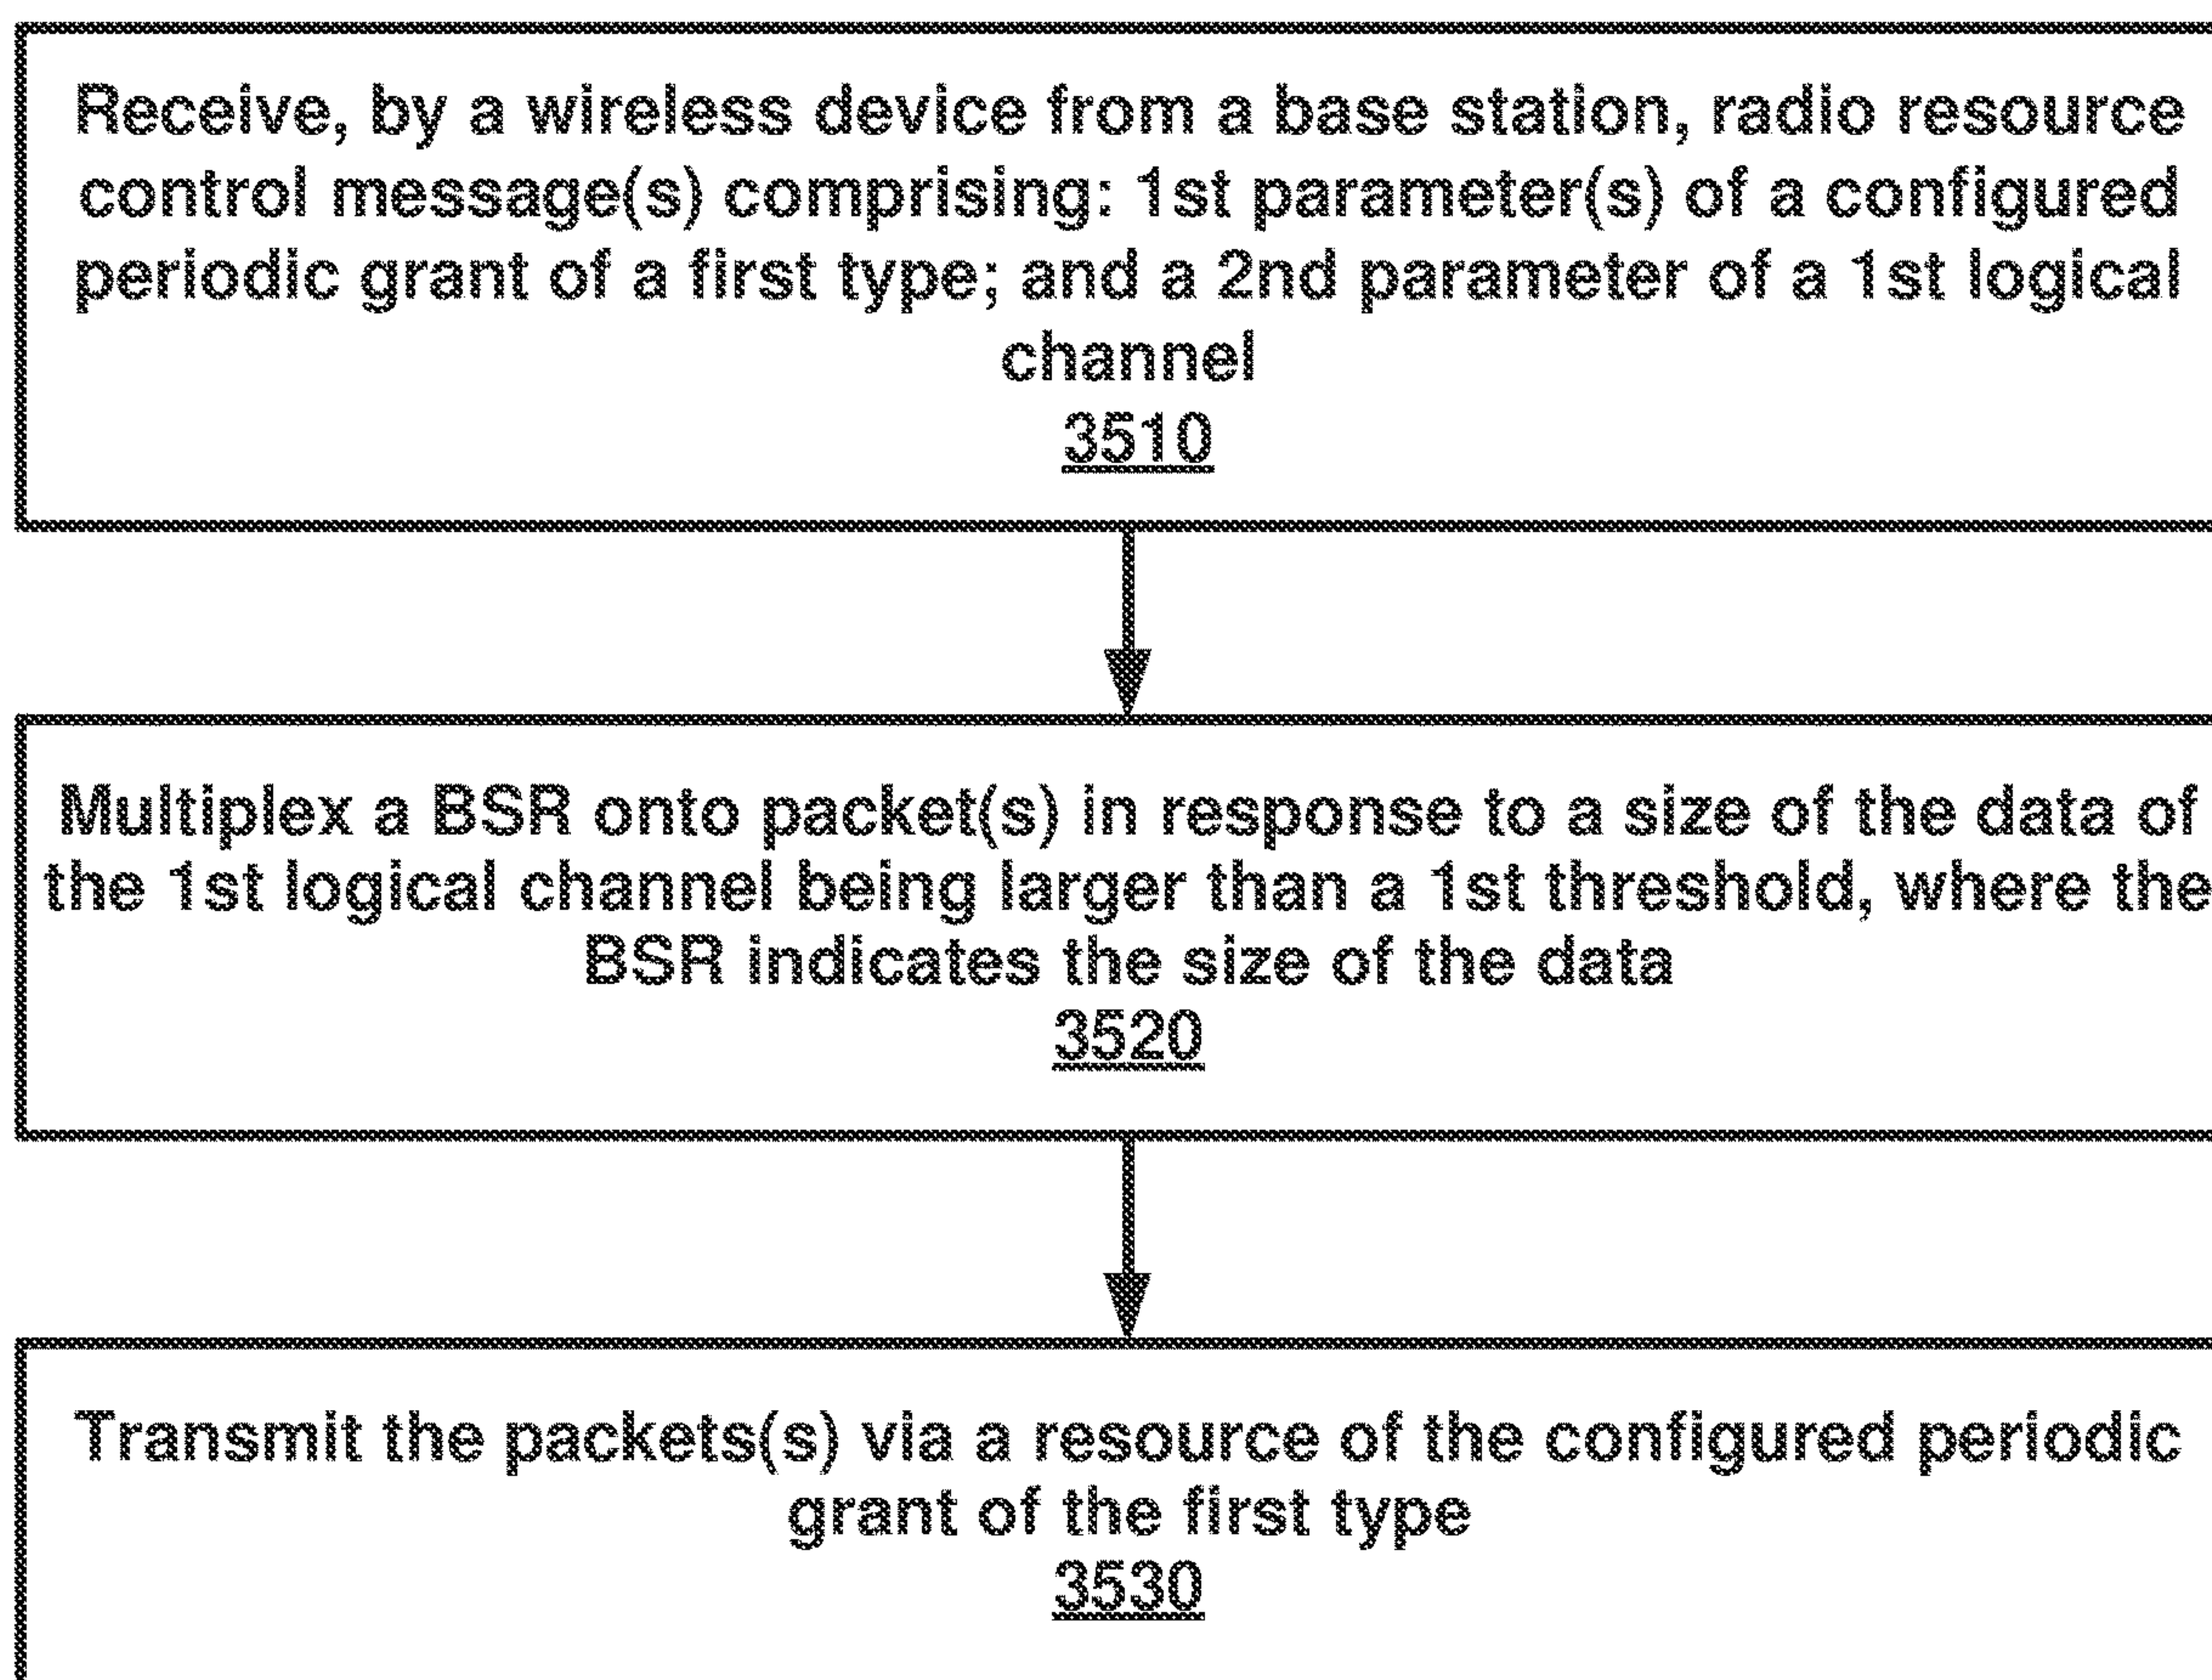 Receive, by a wireless device from a base station, radio resource
control message(s) comprising: 1st parameter(s) of a configured
periodic grant of a first type; and a 2nd parameter of a 1st logical
channel
3510
Multiplex a BSR onto packet(s) in response to a size of the data of
the 1st logical channel being larger than a 1st threshold, where the
BSR indicates the size of the data
3520
Transmit the packets(s) via a resource of the configured periodic
grant of the first type
3530